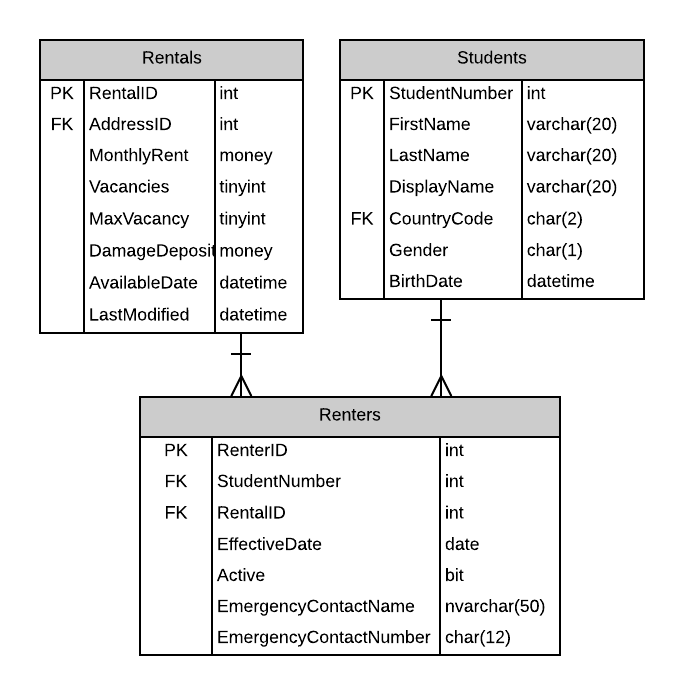 Rentals
PK RentalID int
FK AddressID int
MonthlyRent money
Vacancies tinyint
MaxVacancy tinyint
DamageDeposit money
AvailableDate datetime
LastModified datetime
Students
PK StudentNumber int
FirstName varchar(20)
LastName varchar(20)
DisplayName varchar(20)
FK CountryCode char(2)
Gender char(1)
BirthDate datetime
Renters
PK RenterID int
FK StudentNumber int
FK RentalID int
EffectiveDate date
Active bit
EmergencyContactName nvarchar(50)
EmergencyContactNumber char(12)